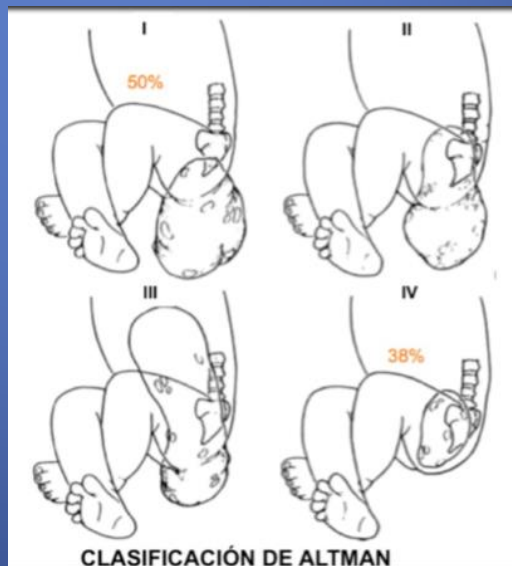 I
II
50%
III
IV
38%
CLASIFICACIÓN DE ALTMAN